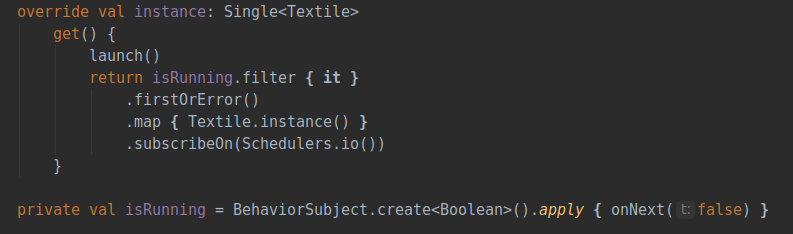 override val instance: Single<Textile>
get() {
launch()
return isRunning.filter { it }
.firstOrError()
.map { Textile.instance() }
.subscribeOn(Schedulers.io())
}
private val isRunning = BehaviorSubject.create<Boolean>().apply { onNext( t: false) }